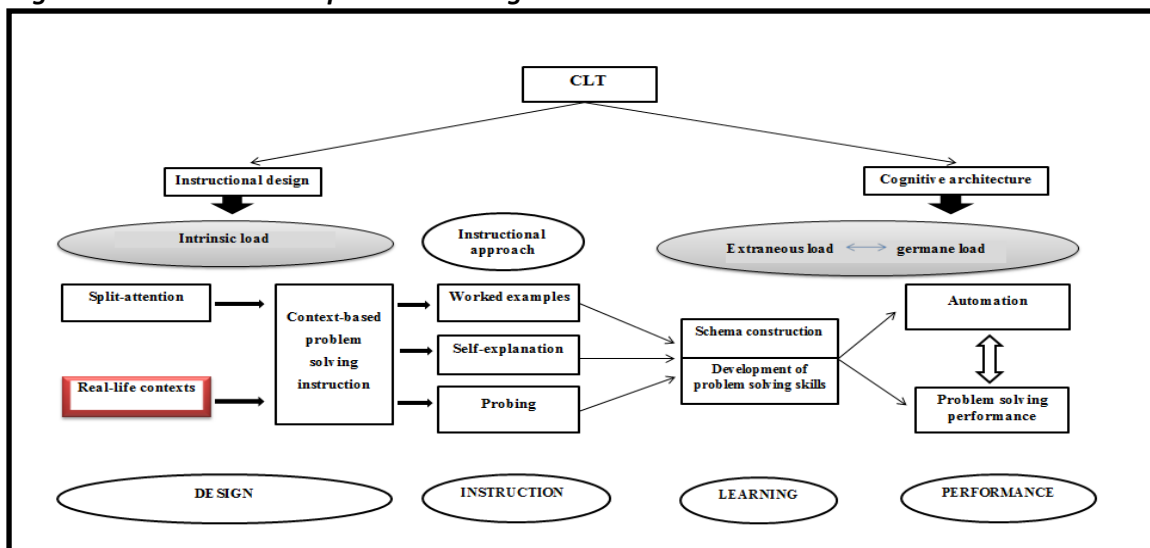 CLT
Instructional design
Cognitive architecture
Intrinsic load
Instructional
approach
Extraneous load
germane load
Split-attention
Context-based
problem
solving
instruction
Worked examples
Automation
Schema construction
Self-explanation
Development of
problem solving skills
Real-life contexts
Probing
Problem solving
performance
DESIGN
INSTRUCTION
LEARNING
PERFORMANCE